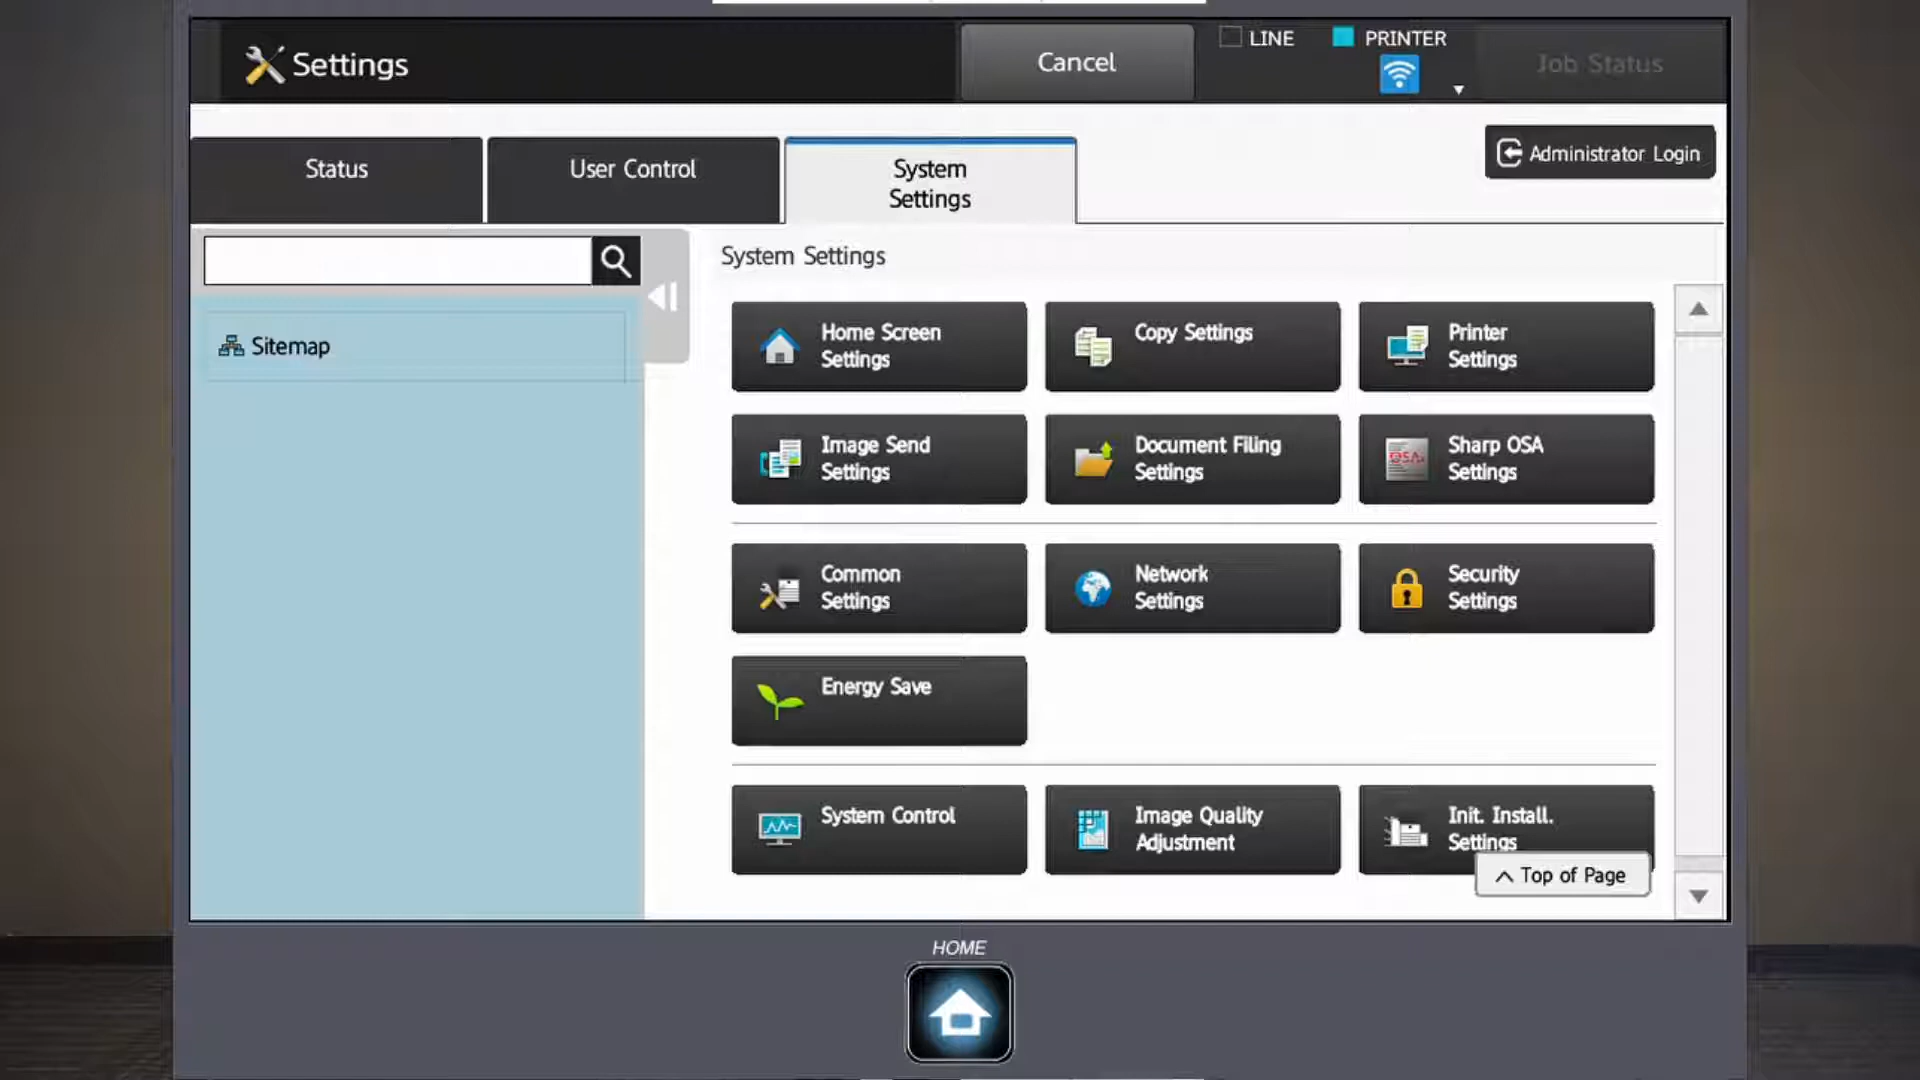 Settings
Cancel
LINE
PRINTER
Job Status
Status
User Control
System
Settings
Administrator Login
System Settings
Sitemap
Home Screen
Settings
Copy Settings
Printer
Settings
Image Send
Settings
Document Filing
Settings
OSA
Sharp OSA
Settings
Common
Settings
Network
Settings
Security
Settings
Energy Save
System Control
Image Quality
Adjustment
Init. Install.
Settings
Top of Page
HOME